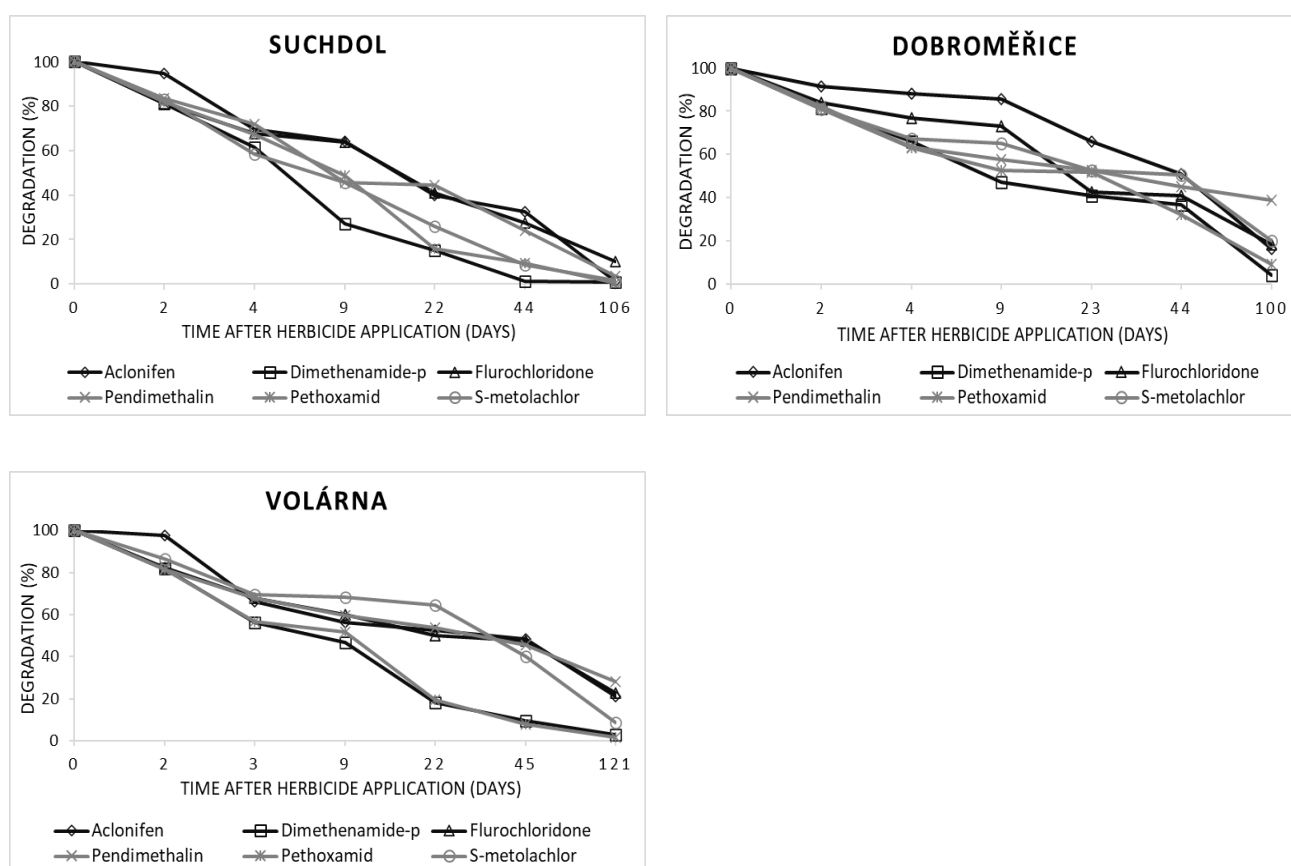 SUCHDOL
DEGRADATION (%)
100
80
60
40
20
0
0 2 4 9 22 44 106
TIME AFTER HERBICIDE APPLICATION (DAYS)
Aclonifen Dimethenamide-p Flurochloridone
Pendimethalin Pethoxamid S-metolachlor
DOBROMĚŘICE
DEGRADATION (%)
100
80
60
40
20
0
0 2 4 9 23 44 100
TIME AFTER HERBICIDE APPLICATION (DAYS)
Aclonifen Dimethenamide-p Flurochloridone
Pendimethalin Pethoxamid S-metolachlor
VOLÁRNA
DEGRADATION (%)
100
80
60
40
20
0
0 2 3 9 22 45 121
TIME AFTER HERBICIDE APPLICATION (DAYS)
Aclonifen Dimethenamide-p Flurochloridone
Pendimethalin Pethoxamid S-metolachlor